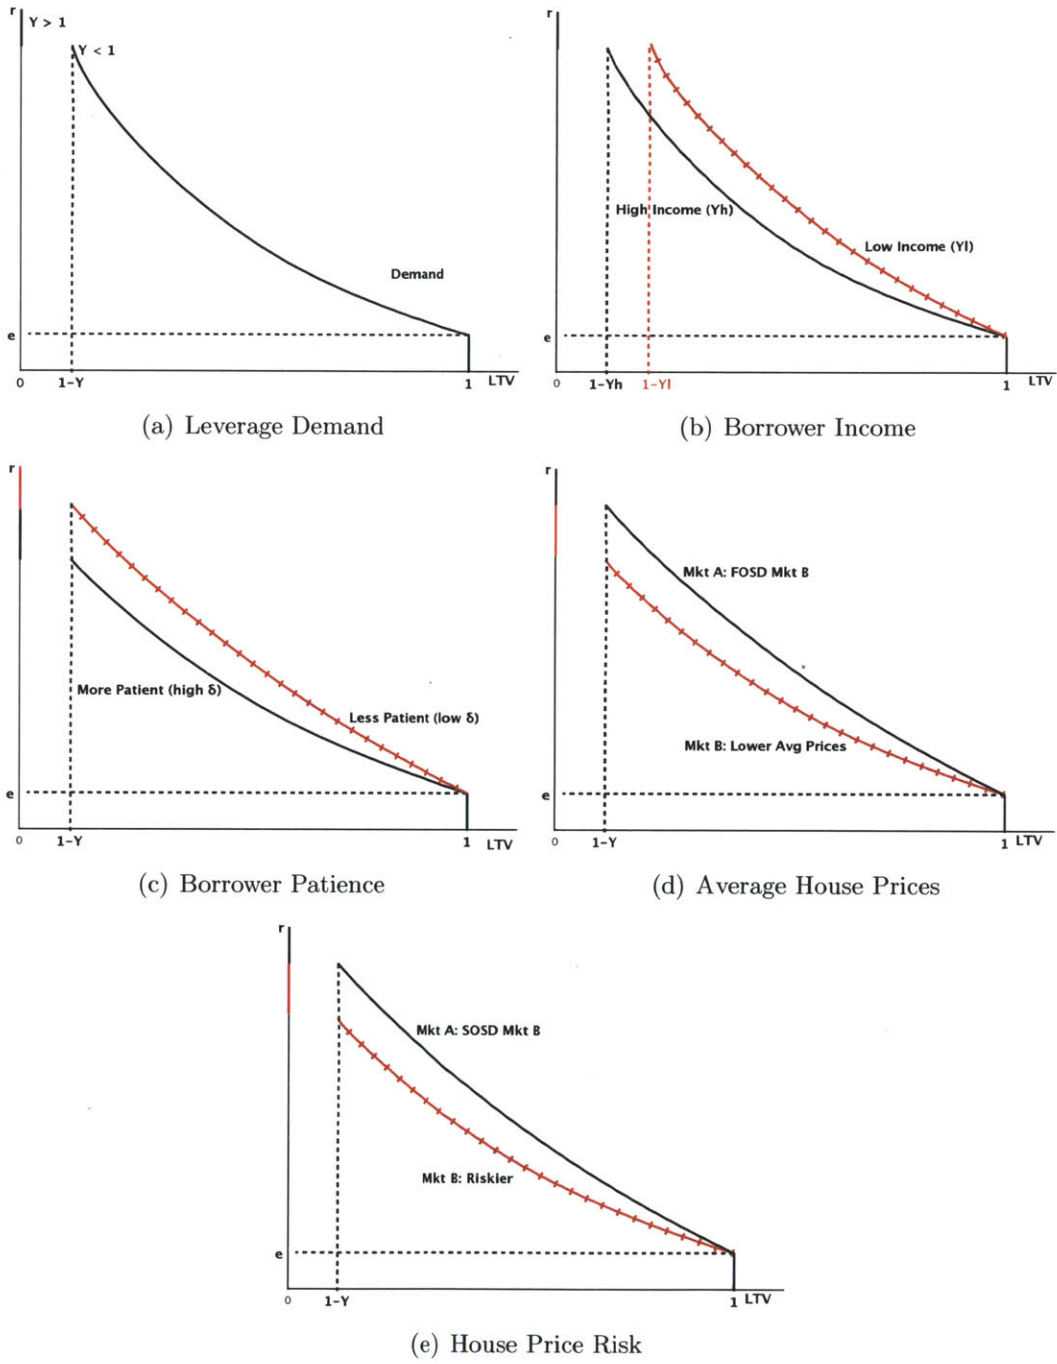 r
Y > 1
Y < 1
Demand
e
0
1-Y
1
LTV
(a) Leverage Demand
r
High Income (Yh)
Low Income (Yl)
e
0
1-Yh
1-Yl
1
LTV
(b) Borrower Income
r
More Patient (high δ)
Less Patient (low δ)
e
0
1-Y
1
LTV
(c) Borrower Patience
r
Mkt A: FOSD Mkt B
Mkt B: Lower Avg Prices
e
0
1-Y
1
LTV
(d) Average House Prices
r
Mkt A: SOSD Mkt B
Mkt B: Riskier
e
0
1-Y
1
LTV
(e) House Price Risk